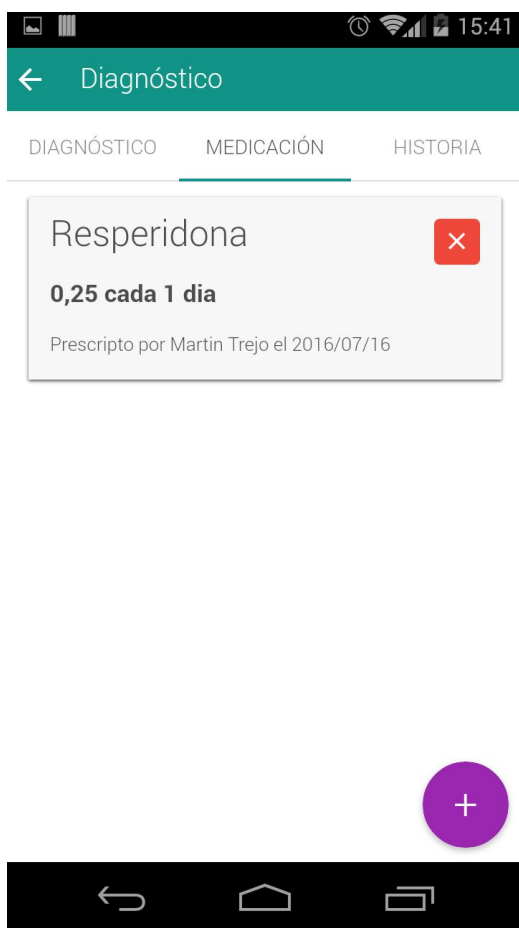 15:41
Diagnóstico
DIAGNÓSTICO MEDICACIÓN HISTORIA
Resperidona
0,25 cada 1 dia
Prescripto por Martin Trejo el 2016/07/16